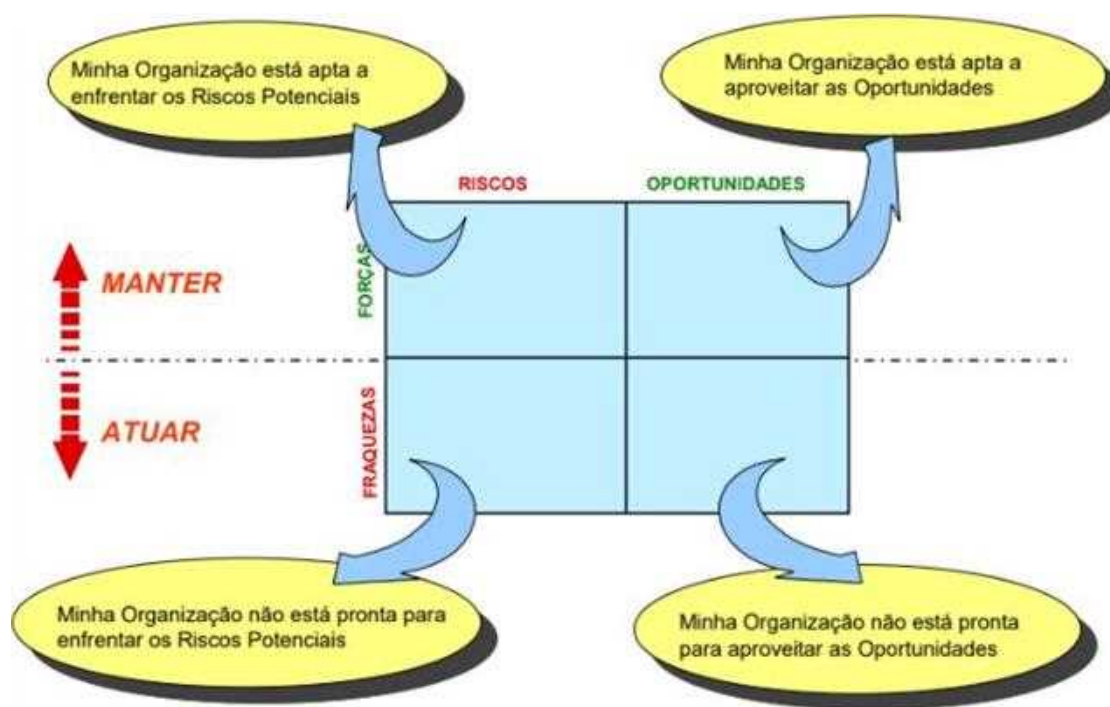 Minha Organização está apta a
enfrentar os Riscos Potenciais
Minha Organização está apta a
aproveitar as Oportunidades
RISCOS
OPORTUNIDADES
FORÇAS
MANTER
ATUAR
FRAQUEZAS
Minha Organização não está pronta para
enfrentar os Riscos Potenciais
Minha Organização não está pronta
para aproveitar as Oportunidades